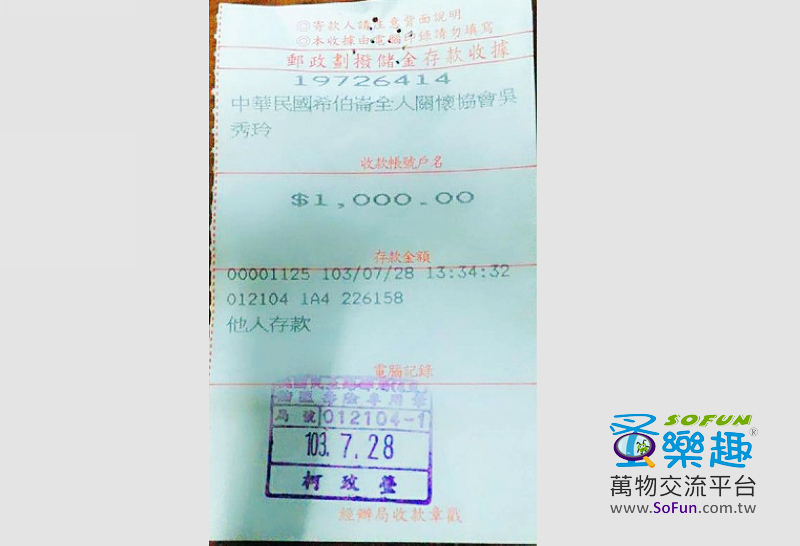 ◎寄款人請注意背面說明
◎本收據由電腦印錄請勿填寫
郵政劃撥儲金存款收據
19726414
中華民國希伯崙全人關懷協會吳
秀玲
收款帳號戶名
$1,000.00
存款金額
00001125 103/07/28 13:34:32
012104 1A4 226158
他人存款
電腦記錄
局號 012104-1
103.7.28
柯
經辦局收款章戳
SOFUN
樂趣®
萬物交流平台
www.SoFun.com.tw